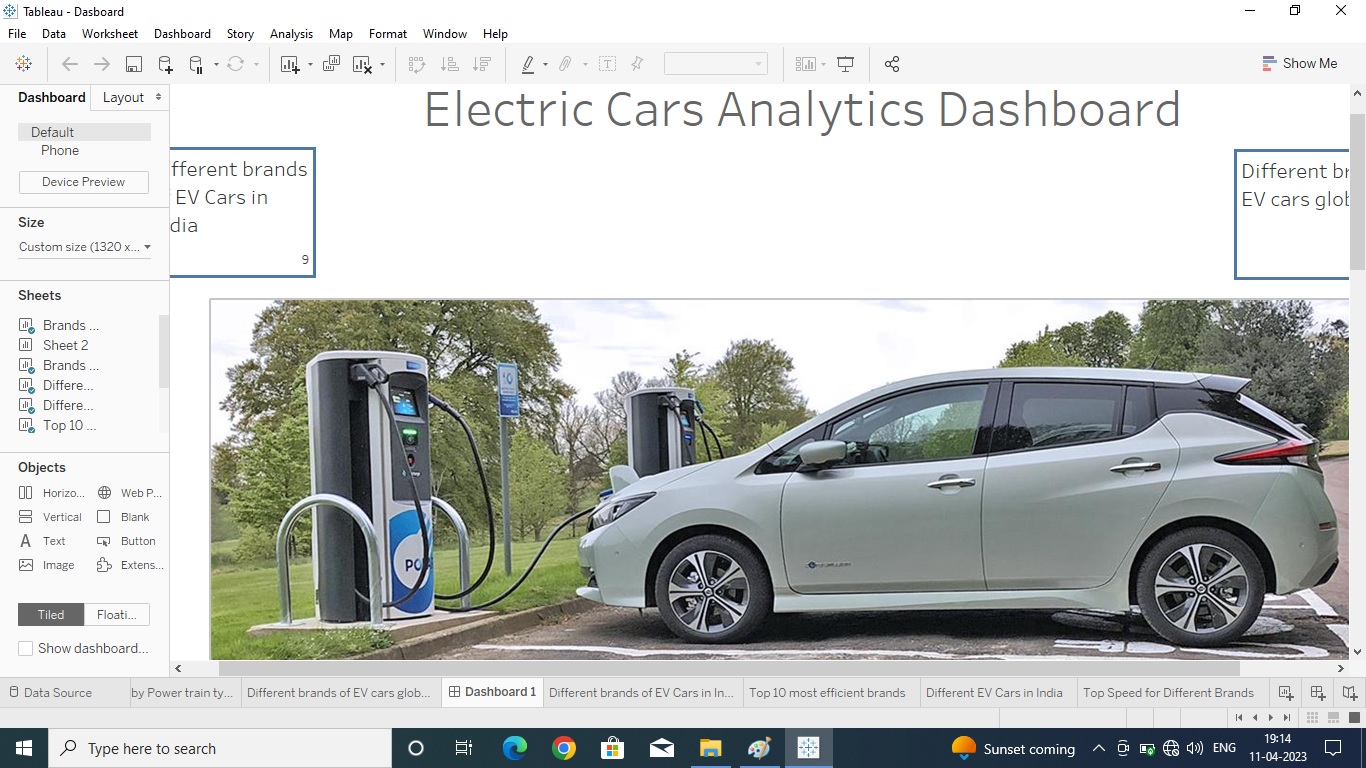 Tableau - Dasboard
File Data Worksheet Dashboard Story Analysis Map Format Window Help
Show Me
Dashboard Layout
Default
Phone
Device Preview
Size
Custom size (1320 x...
Sheets
Brands ...
Sheet 2
Brands ...
Differe...
Differe...
Top 10 ...
Objects
Horizo... Web P...
Vertical Blank
Text Button
Image Extens...
Tiled Floati...
Show dashboard...
Electric Cars Analytics Dashboard
fferent brands
EV Cars in
dia
9
Different br
EV cars glob
Data Source by Power train ty... Different brands of EV cars glob... Dashboard 1 Different brands of EV Cars in In... Top 10 most efficient brands Different EV Cars in India Top Speed for Different Brands
Type here to search
Sunset coming
ENG
19:14
11-04-2023